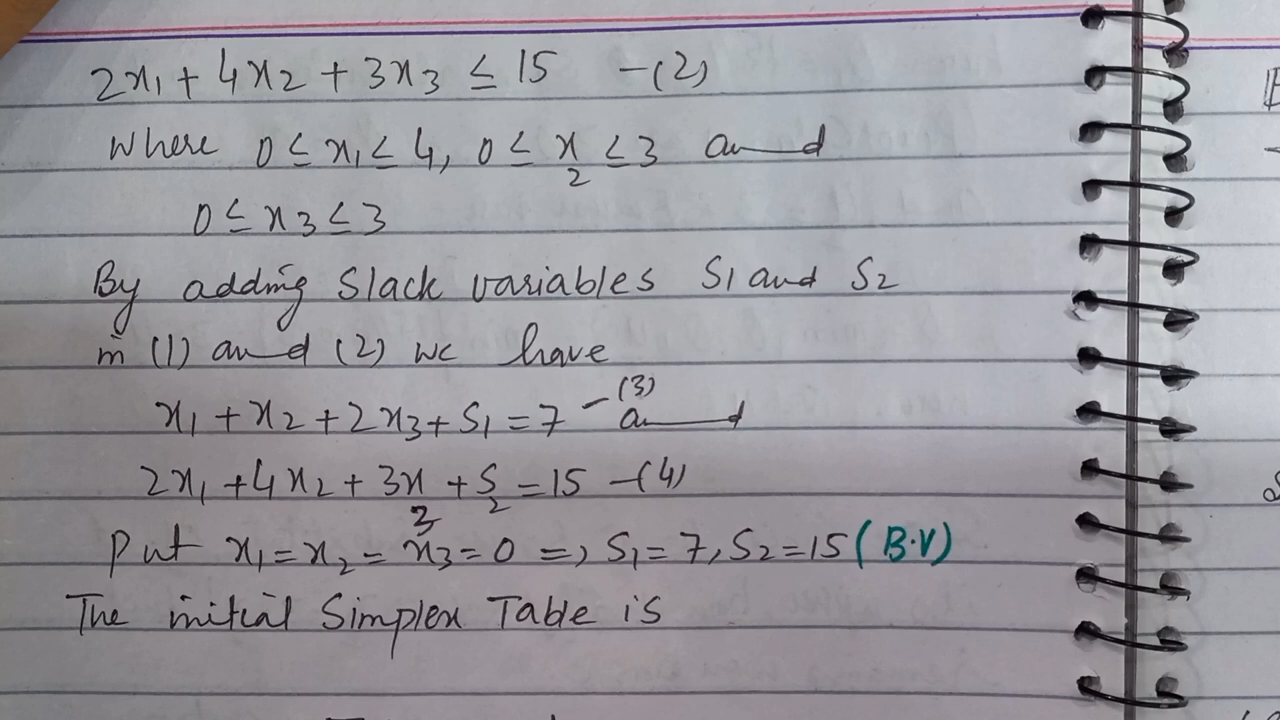 2x₁ + 4x₂ + 3x₃ ≤ 15 -(2)
where 0 ≤ x₁ ≤ 4, 0 ≤ x₂ ≤ 3 and
0 ≤ x₃ ≤ 3
By adding Slack variables S₁ and S₂
in (1) and (2) we have
x₁ + x₂ + 2x₃ + S₁ = 7 -(3) and
2x₁ + 4x₂ + 3x₃ + S₂ = 15 -(4)
Put x₁ = x₂ = x₃ = 0 => S₁ = 7, S₂ = 15 (B.V)
The initial Simplex Table is